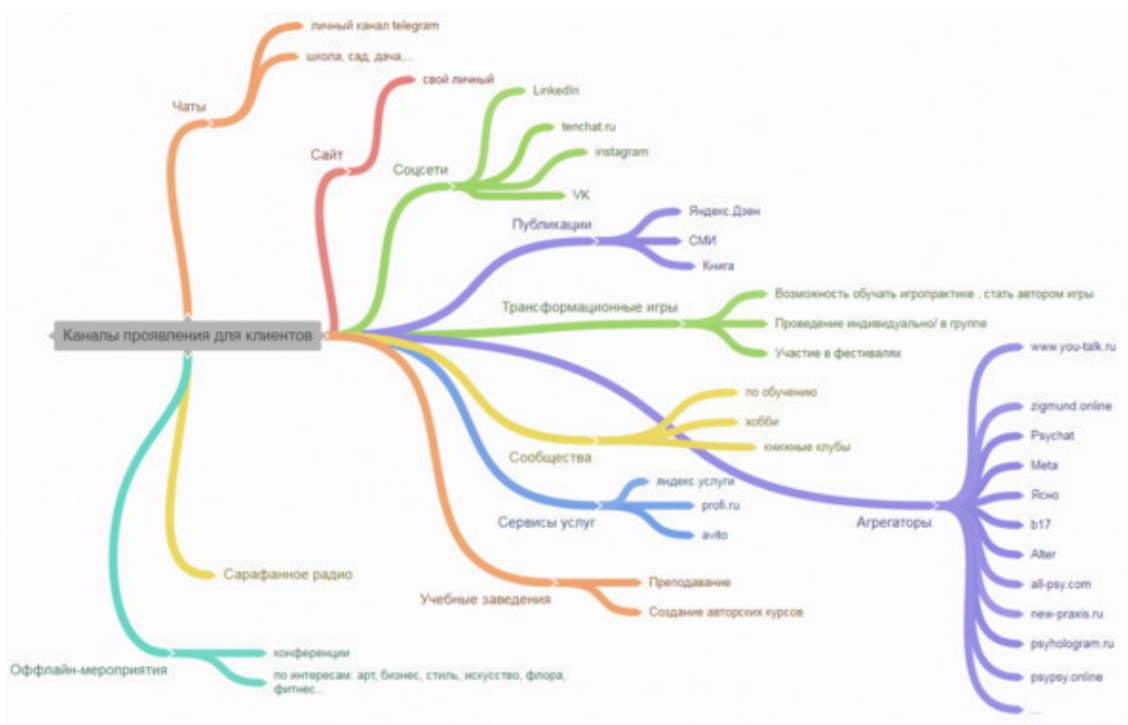 личный канал telegram
школа, сад, дача,...
Чаты
свой личный
Сайт
LinkedIn
tenchat.ru
instagram
VK
Соцсети
Яндекс.Дзен
СМИ
Книга
Публикации
Возможность обучать игропрактике , стать автором игры
Проведение индивидуально/ в группе
Участие в фестивалях
Трансформационные игры
Каналы проявления для клиентов
www.you-talk.ru
zigmund.online
Psychat
Meta
Ясно
b17
Alter
all-psy.com
new-praxis.ru
psyhologram.ru
psypsy.online
...
Агрегаторы
по обучению
хобби
книжные клубы
Сообщества
яндекс.услуги
profi.ru
avito
Сервисы услуг
Преподавание
Создание авторских курсов
Учебные заведения
Сарафанное радио
конференции
по интересам: арт, бизнес, стиль, искусство, флора,
фитнес..
Оффлайн-мероприятия